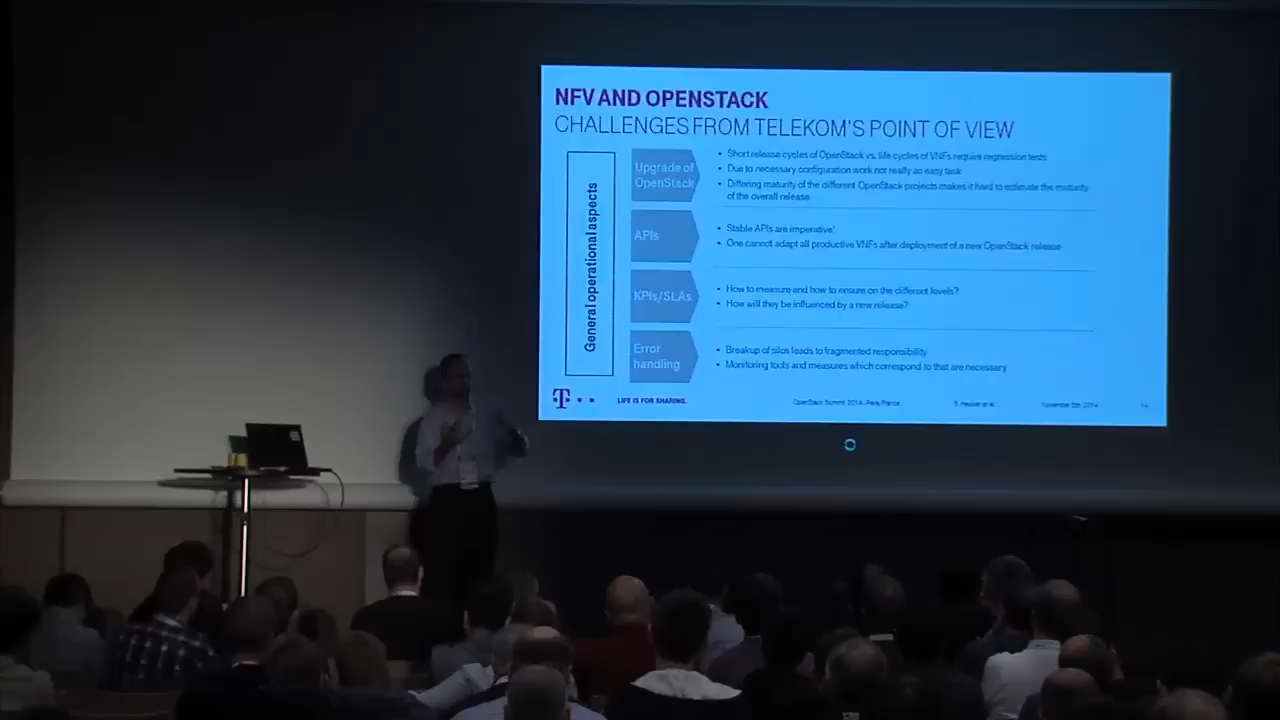 NFV AND OPENSTACK
CHALLENGES FROM TELEKOM'S POINT OF VIEW
General operational aspects
Upgrade of
OpenStack
• Short release cycles of OpenStack vs. life cycles of VNFs require regression tests
• Due to necessary configuration work not really an easy task
• Differing maturity of the different OpenStack projects makes it hard to estimate the maturity
of the overall release
APIs
• Stable APIs are imperative!
• One cannot adapt all productive VNFs after deployment of a new OpenStack release
KPIs/SLAs
• How to measure and how to ensure on the different levels?
• How will they be influenced by a new release?
Error
handling
• Breakup of silos leads to fragmented responsibility
• Monitoring tools and measures which correspond to that are necessary
T
LIFE IS FOR SHARING.
OpenStack Summit 2014 - Paris/France
et al.
November 5th, 2014